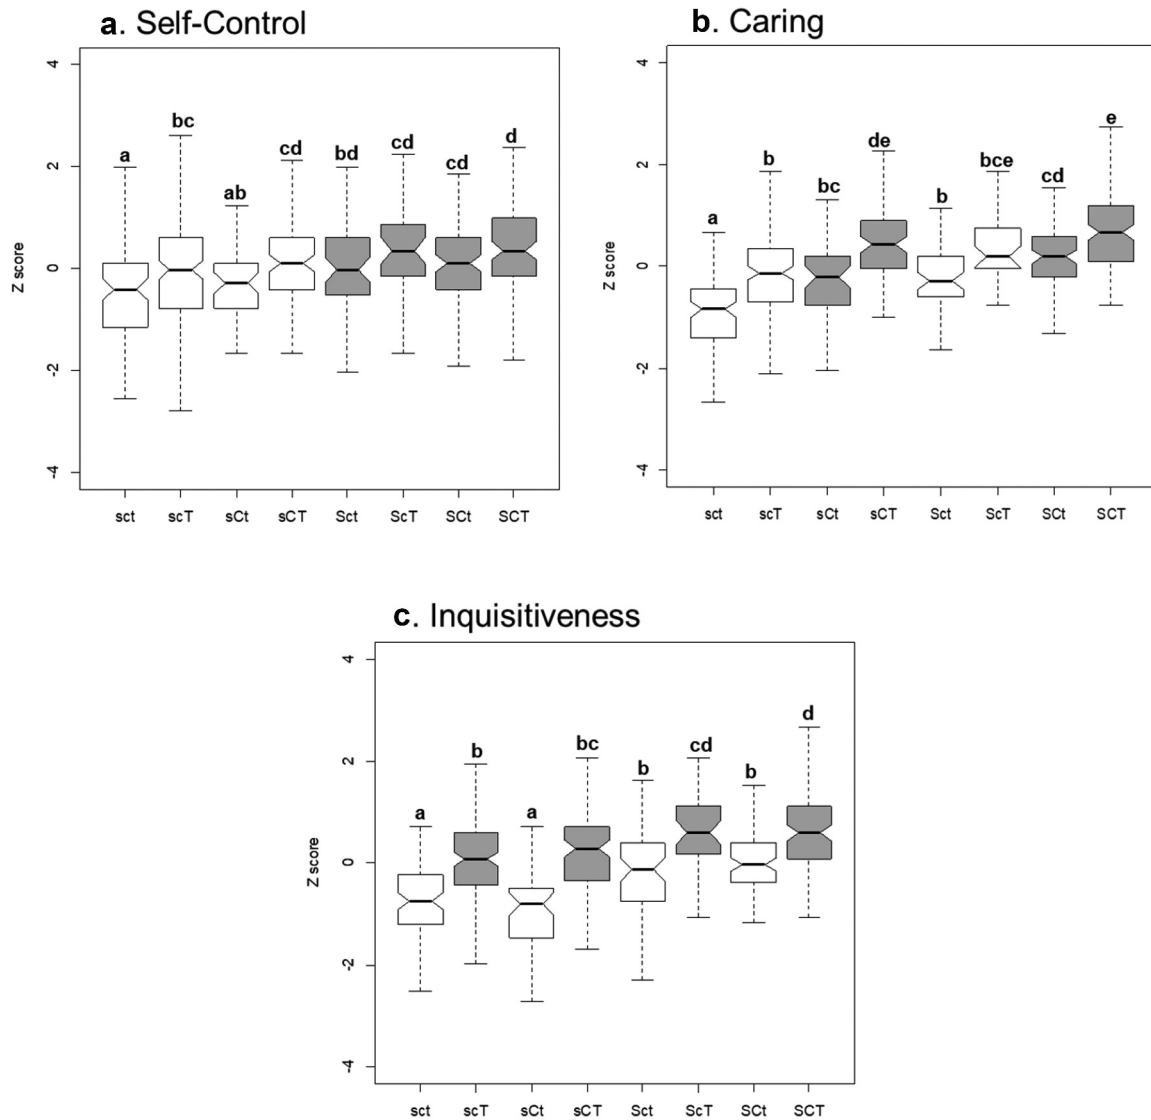 a. Self-Control
4
2
0
-2
-4
Z score
a
bc
ab
cd
bd
cd
cd
d
sct
scT
sCt
sCT
Sct
ScT
SCt
SCT
b. Caring
4
2
0
-2
-4
Z score
a
b
bc
de
b
bce
cd
e
sct
scT
sCt
sCT
Sct
ScT
SCt
SCT
c. Inquisitiveness
4
2
0
-2
-4
Z score
a
b
a
bc
b
cd
b
d
sct
scT
sCt
sCT
Sct
ScT
SCt
SCT